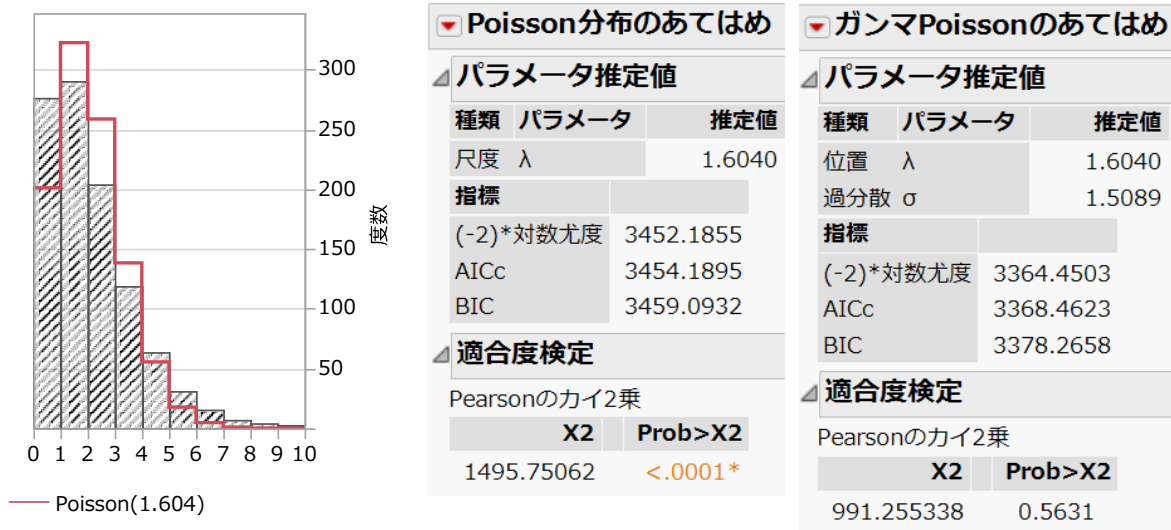 300
250
200
150
100
50
度数
0 1 2 3 4 5 6 7 8 9 10
Poisson(1.604)
Poisson分布のあてはめ
パラメータ推定値
種類 パラメータ 推定値
尺度 λ 1.6040
指標
(-2)*対数尤度 3452.1855
AICc 3454.1895
BIC 3459.0932
適合度検定
Pearsonのカイ2乗
X2 Prob>X2
1495.75062 <.0001*
ガンマPoissonのあてはめ
パラメータ推定値
種類 パラメータ 推定値
位置 λ 1.6040
過分散 σ 1.5089
指標
(-2)*対数尤度 3364.4503
AICc 3368.4623
BIC 3378.2658
適合度検定
Pearsonのカイ2乗
X2 Prob>X2
991.255338 0.5631